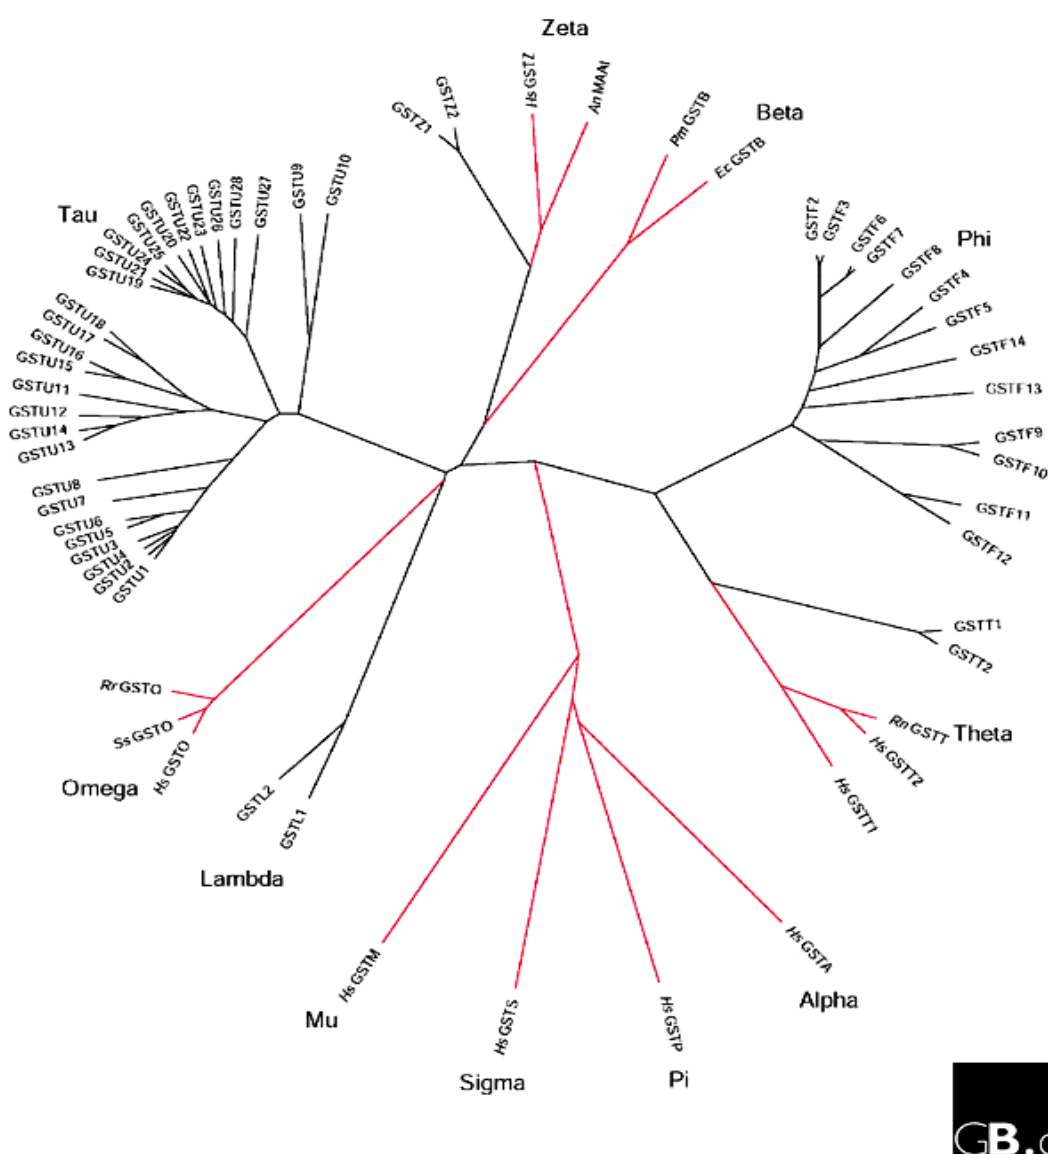 Zeta
GSTZ1
GSTZ2
Hs GSTZ
An MAAI
Beta
Pm GSTB
Ec GSTB
Phi
GSTF2
GSTF3
GSTF6
GSTF7
GSTF8
GSTF4
GSTF5
GSTF14
GSTF13
GSTF9
GSTF10
GSTF11
GSTF12
GSTT1
GSTT2
Theta
Rn GSTT
Hs GSTT2
Hs GSTT1
Alpha
Hs GSTA
Pi
Hs GSTP
Sigma
Hs GSTS
Mu
Hs GSTM
Lambda
GSTL1
GSTL2
Omega
Hs GSTO
Ss GSTO
Rr GSTO
Tau
GSTU1
GSTU2
GSTU4
GSTU3
GSTU5
GSTU6
GSTU7
GSTU8
GSTU13
GSTU14
GSTU12
GSTU11
GSTU15
GSTU16
GSTU17
GSTU18
GSTU19
GSTU21
GSTU24
GSTU25
GSTU20
GSTU22
GSTU23
GSTU26
GSTU28
GSTU27
GSTU9
GSTU10
GB.